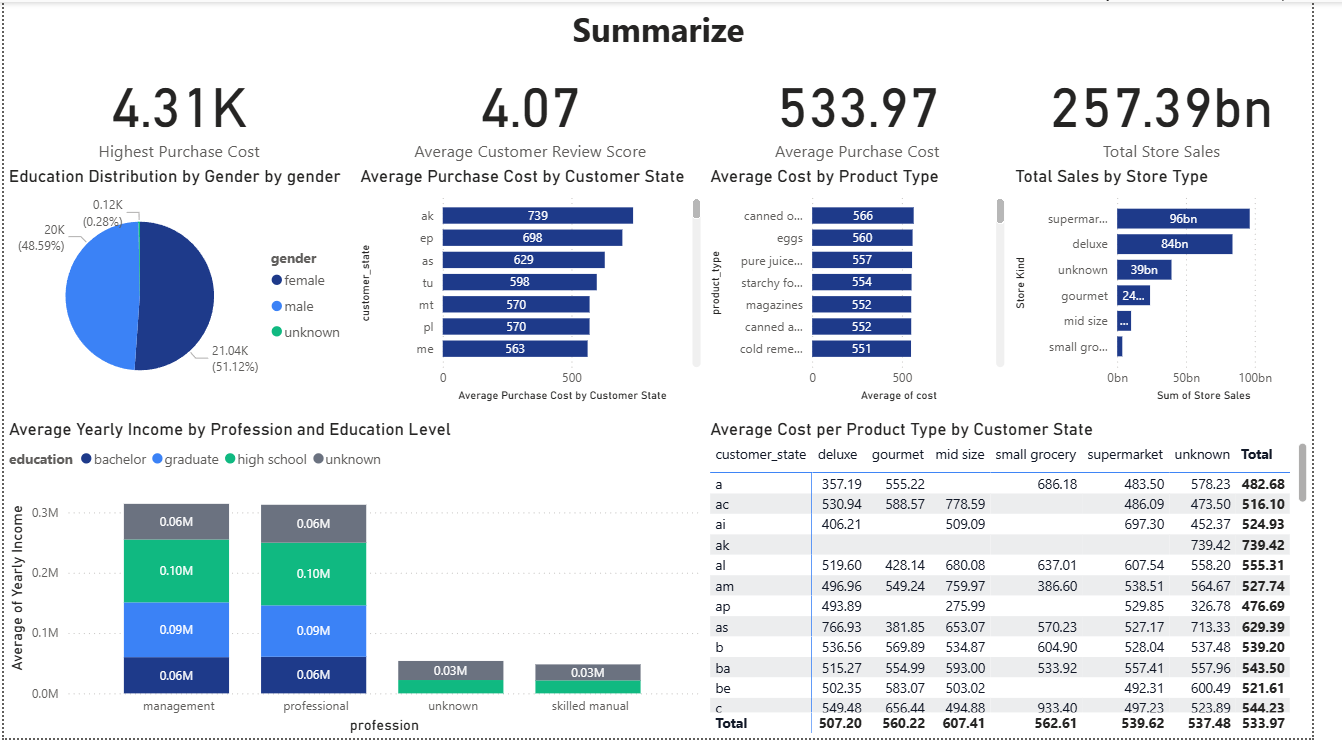 Summarize
4.31K
Highest Purchase Cost
4.07
Average Customer Review Score
533.97
Average Purchase Cost
257.39bn
Total Store Sales
Education Distribution by Gender by gender
0.12K
(0.28%)
20K
(48.59%)
21.04K
(51.12%)
gender
female
male
unknown
Average Purchase Cost by Customer State
customer_state
ak 739
ep 698
as 629
tu 598
mt 570
pl 570
me 563
0 500
Average Purchase Cost by Customer State
Average Cost by Product Type
product_type
canned o... 566
eggs 560
pure juice... 557
starchy fo... 554
magazines 552
canned a... 552
cold reme... 551
0 500
Average of cost
Total Sales by Store Type
Store Kind
supermar... 96bn
deluxe 84bn
unknown 39bn
gourmet 24...
mid size ...
small gro...
0bn 50bn 100bn
Sum of Store Sales
Average Yearly Income by Profession and Education Level
education bachelor graduate high school unknown
Average of Yearly Income
0.3M
0.2M
0.1M
0.0M
0.06M 0.06M
0.10M 0.10M
0.09M 0.09M
0.06M 0.06M 0.03M 0.03M
management professional unknown skilled manual
profession
Average Cost per Product Type by Customer State
customer_state deluxe gourmet mid size small grocery supermarket unknown Total
a 357.19 555.22 686.18 483.50 578.23 482.68
ac 530.94 588.57 778.59 486.09 473.50 516.10
ai 406.21 509.09 697.30 452.37 524.93
ak 739.42 739.42
al 519.60 428.14 680.08 637.01 607.54 558.20 555.31
am 496.96 549.24 759.97 386.60 538.51 564.67 527.74
ap 493.89 275.99 529.85 326.78 476.69
as 766.93 381.85 653.07 570.23 527.17 713.33 629.39
b 536.56 569.89 534.87 604.90 528.04 537.48 539.20
ba 515.27 554.99 593.00 533.92 557.41 557.96 543.50
be 502.35 583.07 503.02 492.31 600.49 521.61
c 549.48 656.44 494.88 933.40 497.23 523.89 544.23
Total 507.20 560.22 607.41 562.61 539.62 537.48 533.97